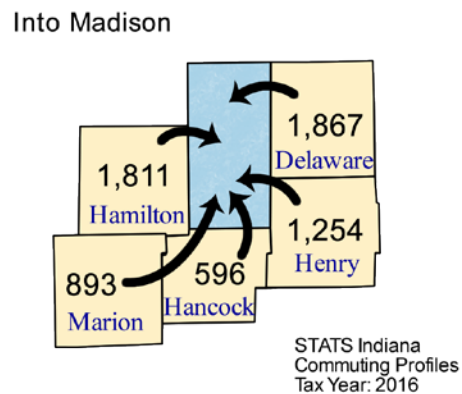 Into Madison
1,867
Delaware
1,811
Hamilton
1,254
Henry
893
Marion
596
Hancock
STATS Indiana
Commuting Profiles
Tax Year: 2016